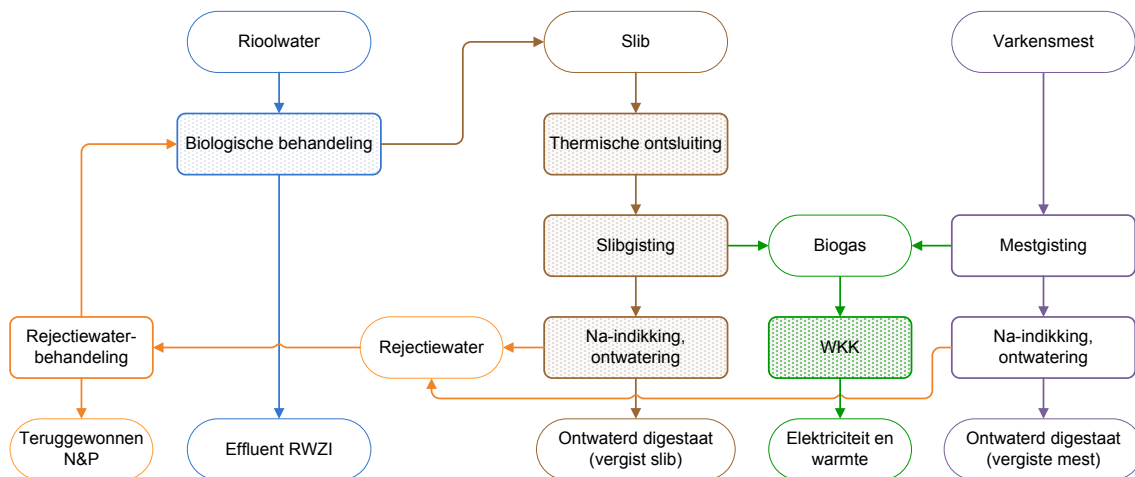 Rioolwater
Slib
Varkensmest
Biologische behandeling
Thermische ontsluiting
Slibgisting
Biogas
Mestgisting
Rejectiewater-
behandeling
Rejectiewater
Na-indikking,
ontwatering
WKK
Na-indikking,
ontwatering
Teruggewonnen
N&P
Effluent RWZI
Ontwaterd digestaat
(vergist slib)
Elektriciteit en
warmte
Ontwaterd digestaat
(vergiste mest)